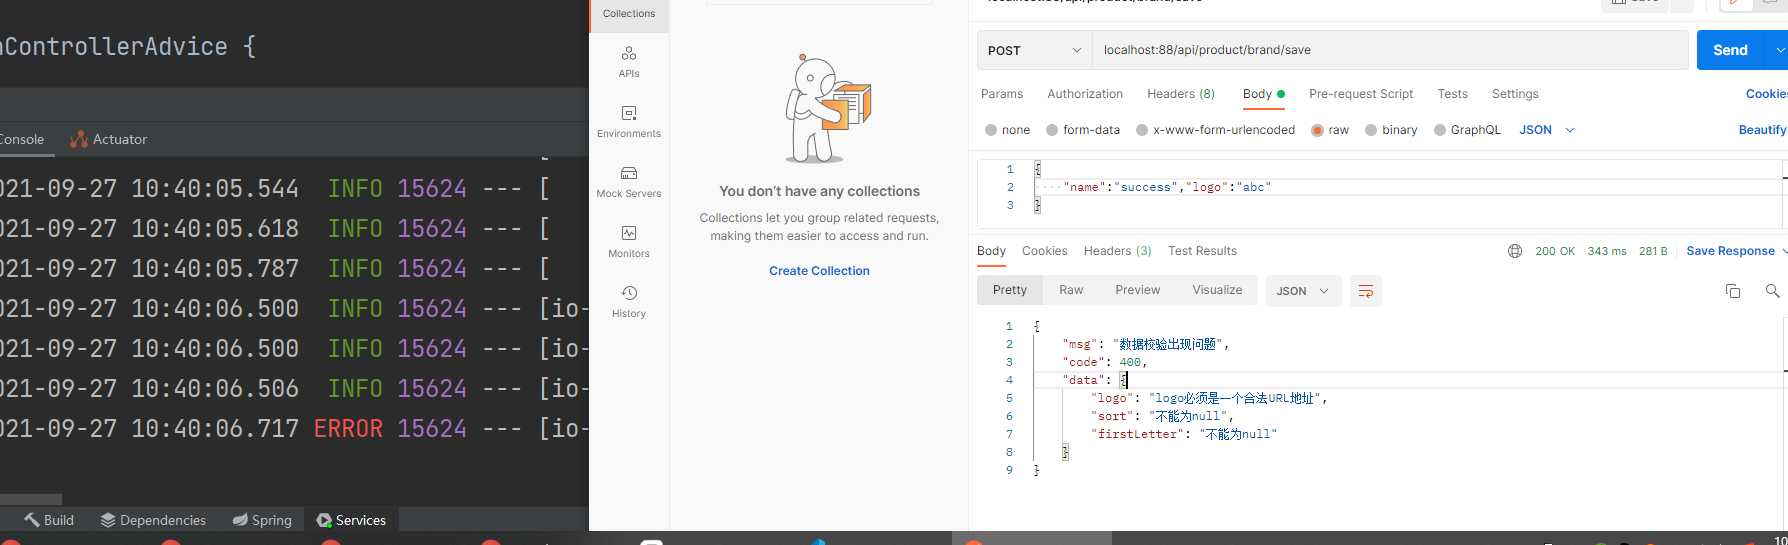 nControllerAdvice {
Console
Actuator
021-09-27 10:40:05.544 INFO 15624 --- [
021-09-27 10:40:05.618 INFO 15624 --- [
021-09-27 10:40:05.787 INFO 15624 --- [
021-09-27 10:40:06.500 INFO 15624 --- [io-
021-09-27 10:40:06.500 INFO 15624 --- [io-
021-09-27 10:40:06.506 INFO 15624 --- [io-
021-09-27 10:40:06.717 ERROR 15624 --- [io-
Build
Dependencies
Spring
Services
Collections
APIs
Environments
Mock Servers
Monitors
History
You don't have any collections
Collections let you group related requests,
making them easier to access and run.
Create Collection
localhost:88/api/product/brand/save
Save
POST
localhost:88/api/product/brand/save
Send
Params Authorization Headers (8) Body Pre-request Script Tests Settings Cookies
none form-data x-www-form-urlencoded raw binary GraphQL JSON Beautify
1 {
2 ····"name":"success","logo":"abc"
3 }
Body Cookies Headers (3) Test Results 200 OK 343 ms 281 B Save Response
Pretty Raw Preview Visualize JSON
1 {
2 "msg": "数据校验出现问题",
3 "code": 400,
4 "data": {
5 "logo": "logo必须是一个合法URL地址",
6 "sort": "不能为null",
7 "firstLetter": "不能为null"
8 }
9 }
10